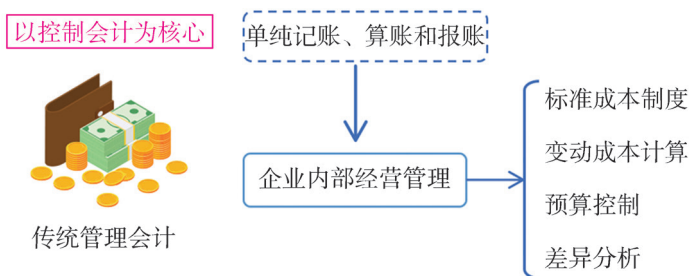 以控制会计为核心
单纯记账、算账和报账
企业内部经营管理
标准成本制度
变动成本计算
预算控制
差异分析
传统管理会计